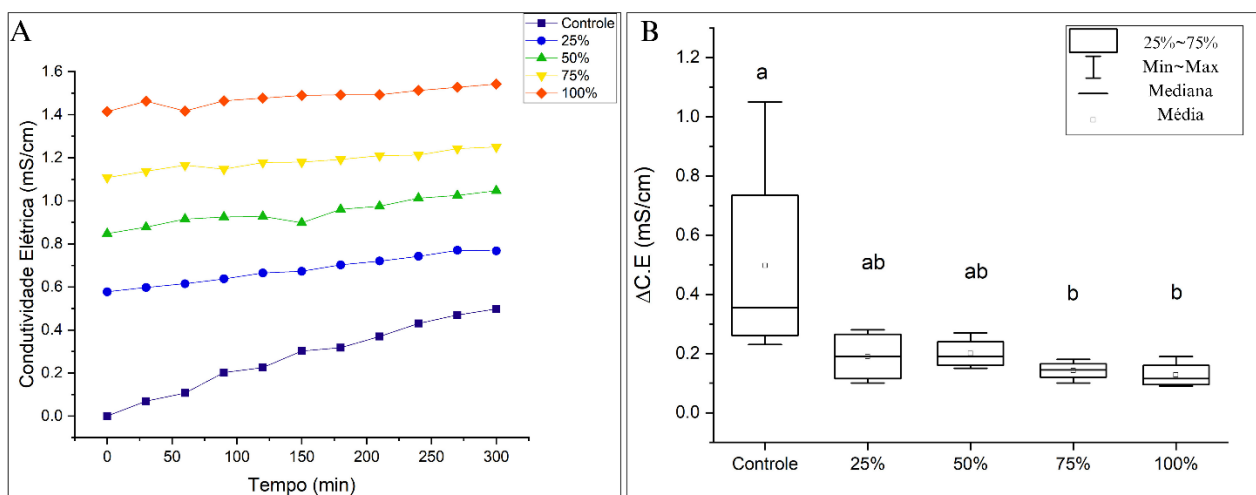 A
Controle
25%
50%
75%
100%
Condutividade Elétrica (mS/cm)
1.6
1.4
1.2
1.0
0.8
0.6
0.4
0.2
0.0
0 50 100 150 200 250 300
Tempo (min)
B
25%~75%
Min~Max
Mediana
Média
ΔC.E (mS/cm)
1.2
1.0
0.8
0.6
0.4
0.2
0.0
a
ab
ab
b
b
Controle 25% 50% 75% 100%